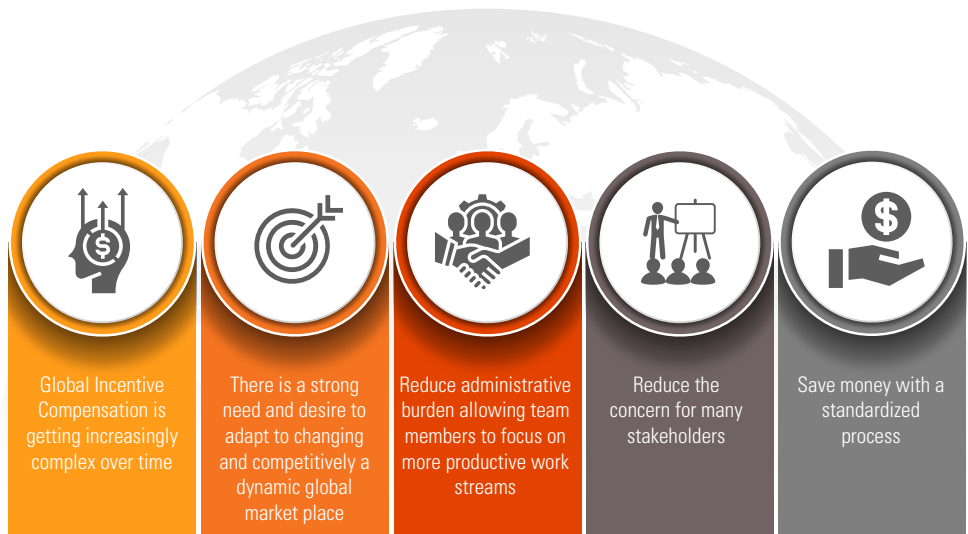 Global Incentive
Compensation is
getting increasingly
complex over time
There is a strong
need and desire to
adapt to changing
and competitively a
dynamic global
market place
Reduce administrative
burden allowing team
members to focus on
more productive work
streams
Reduce the
concern for many
stakeholders
Save money with a
standardized
process